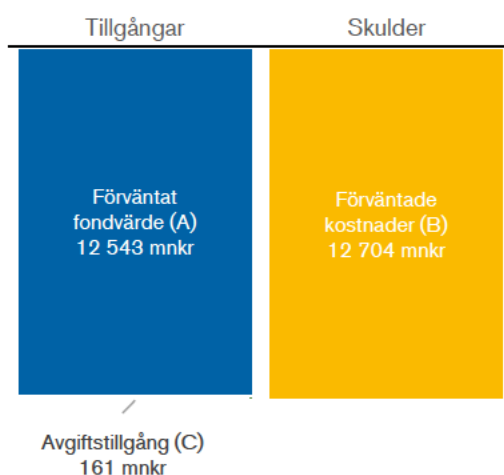 Tillgångar
Skulder
Förväntat
fondvärde (A)
12 543 mnkr
Förväntade
kostnader (B)
12 704 mnkr
Avgiftstillgång (C)
161 mnkr